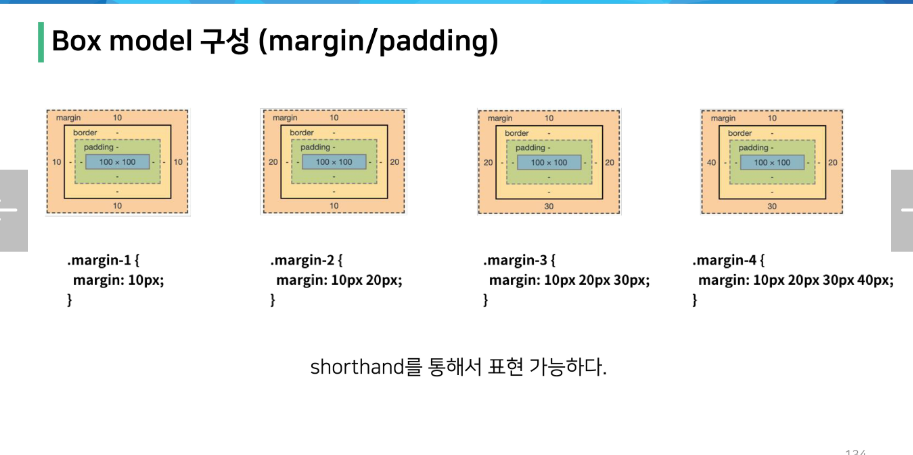 Box model 구성 (margin/padding)
margin 10
border -
padding -
10 - - 100 × 100 - - 10
-
-
10
margin 10
border -
padding -
20 - - 100 × 100 - - 20
-
-
10
margin 10
border -
padding -
20 - - 100 × 100 - - 20
-
-
30
margin 10
border -
padding -
40 - - 100 × 100 - - 20
-
-
30
.margin-1 {
margin: 10px;
}
.margin-2 {
margin: 10px 20px;
}
.margin-3 {
margin: 10px 20px 30px;
}
.margin-4 {
margin: 10px 20px 30px 40px;
}
shorthand를 통해서 표현 가능하다.